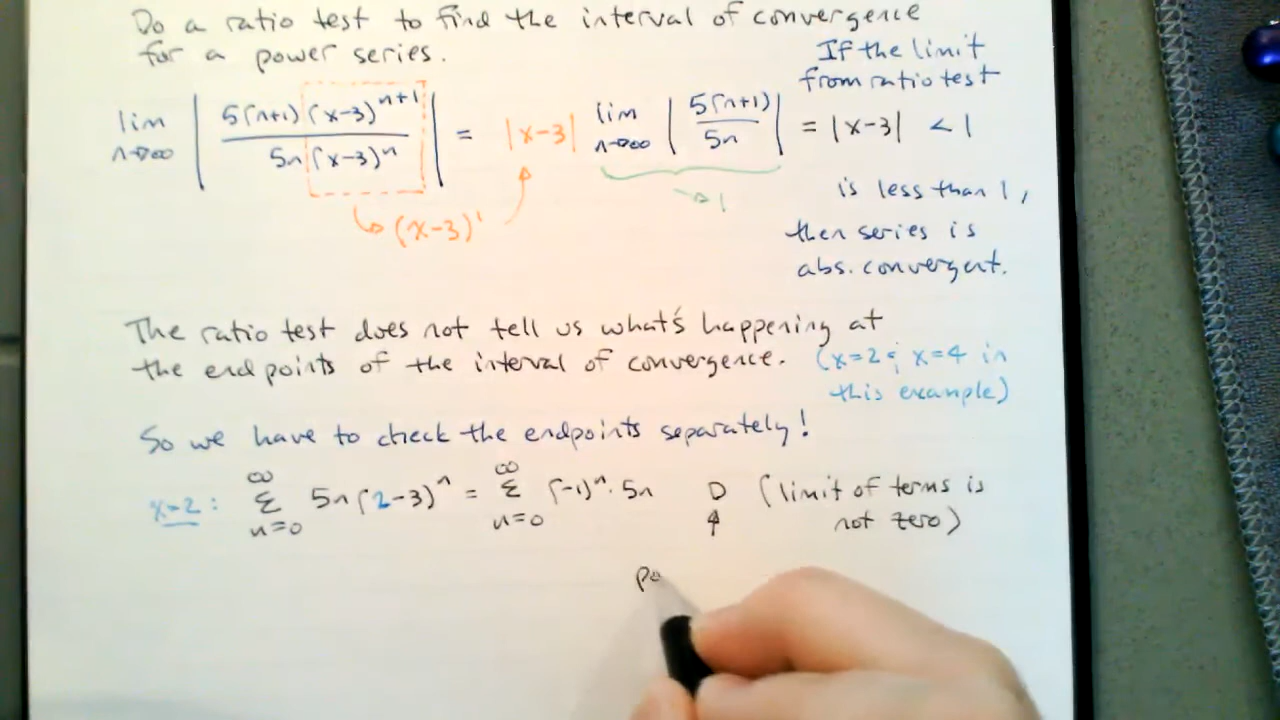 Do a ratio test to find the interval of convergence
for a power series.
If the limit
from ratio test
lim n→∞ | 5(n+1)(x-3)^{n+1} / 5n(x-3)^n | = |x-3| lim n→∞ | 5(n+1) / 5n | = |x-3| < 1
↳ (x-3)^1
→ 1
is less than 1,
then series is
abs. convergent.
The ratio test does not tell us what's happening at
the endpoints of the interval of convergence. (x=2 ; x=4 in
this example)
So we have to check the endpoints separately!
x=2: ∞ Σ n=0 5n(2-3)^n = ∞ Σ n=0 (-1)^n · 5n D (limit of terms is
not zero)